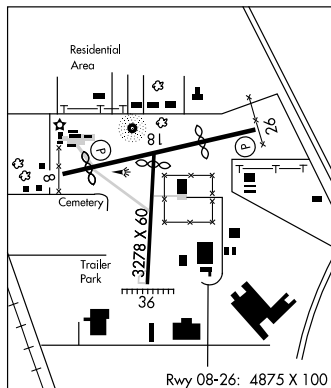 Residential
Area
P
18
P
26
8
Cemetery
3278 X 60
Trailer
Park
36
Rwy 08-26: 4875 X 100